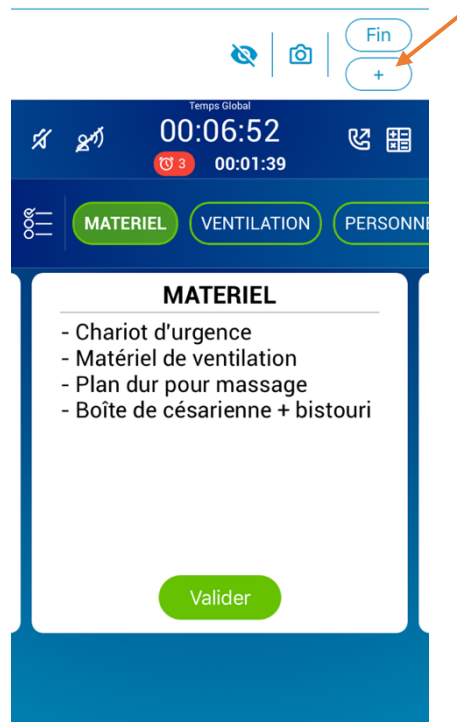 Fin
+
Temps Global
00:06:52
3 00:01:39
MATERIEL VENTILATION PERSONNE
MATERIEL
- Chariot d'urgence
- Matériel de ventilation
- Plan dur pour massage
- Boîte de césarienne + bistouri
Valider